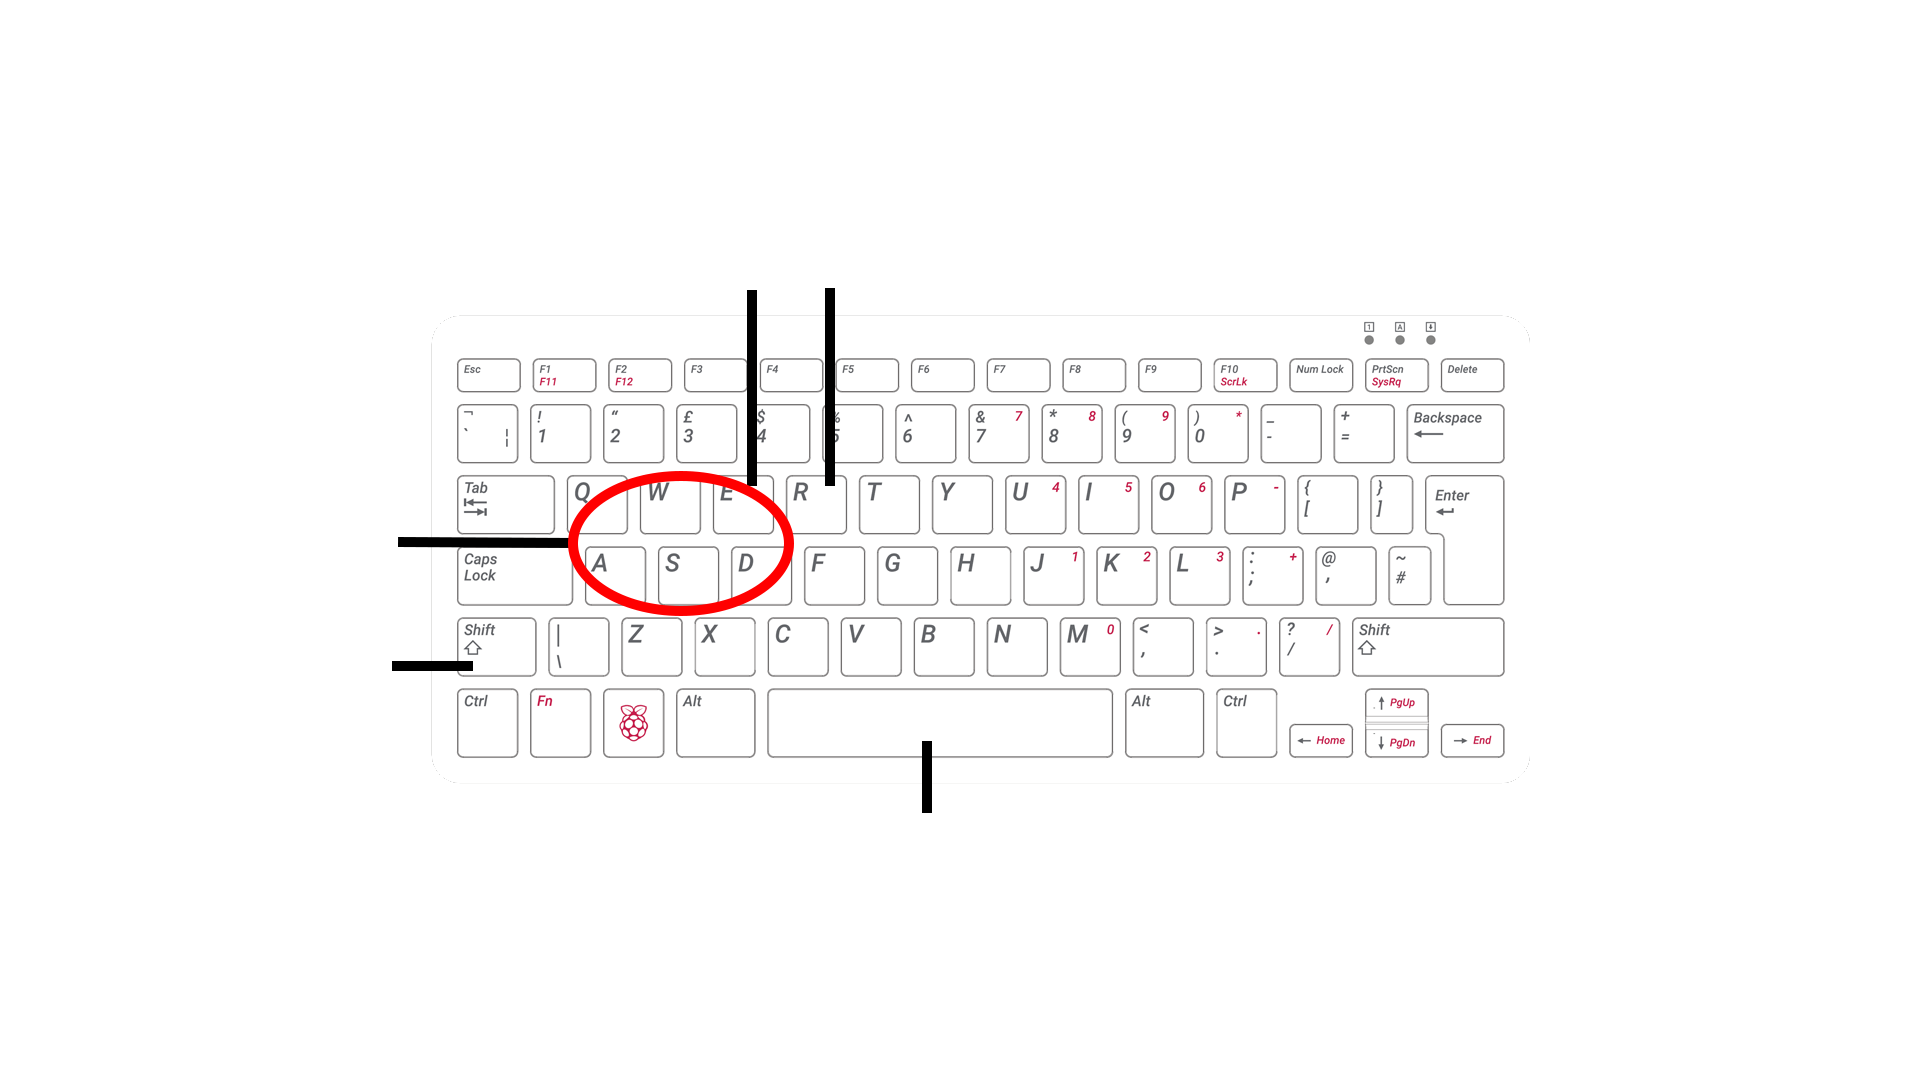 1 A
Esc F1 F2 F3 F4 F5 F6 F7 F8 F9 F10 Num Lock PrtScn Delete
F11 F12 ScrLk SysRq
¬ ! “ £ $ % ^ & 7 * 8 ( 9 ) * _ + Backspace
` ¦ 1 2 3 4 5 6 7 8 9 0 - =
Tab Q W E R T Y U 4 I 5 O 6 P - { [ } ] Enter
Caps Lock A S D F G H J 1 K 2 L 3 : ; + @ ' ~ #
Shift | \ Z X C V B N M 0 < , > . . ? / / Shift
Ctrl Fn Alt Alt Ctrl Home PgUp PgDn End